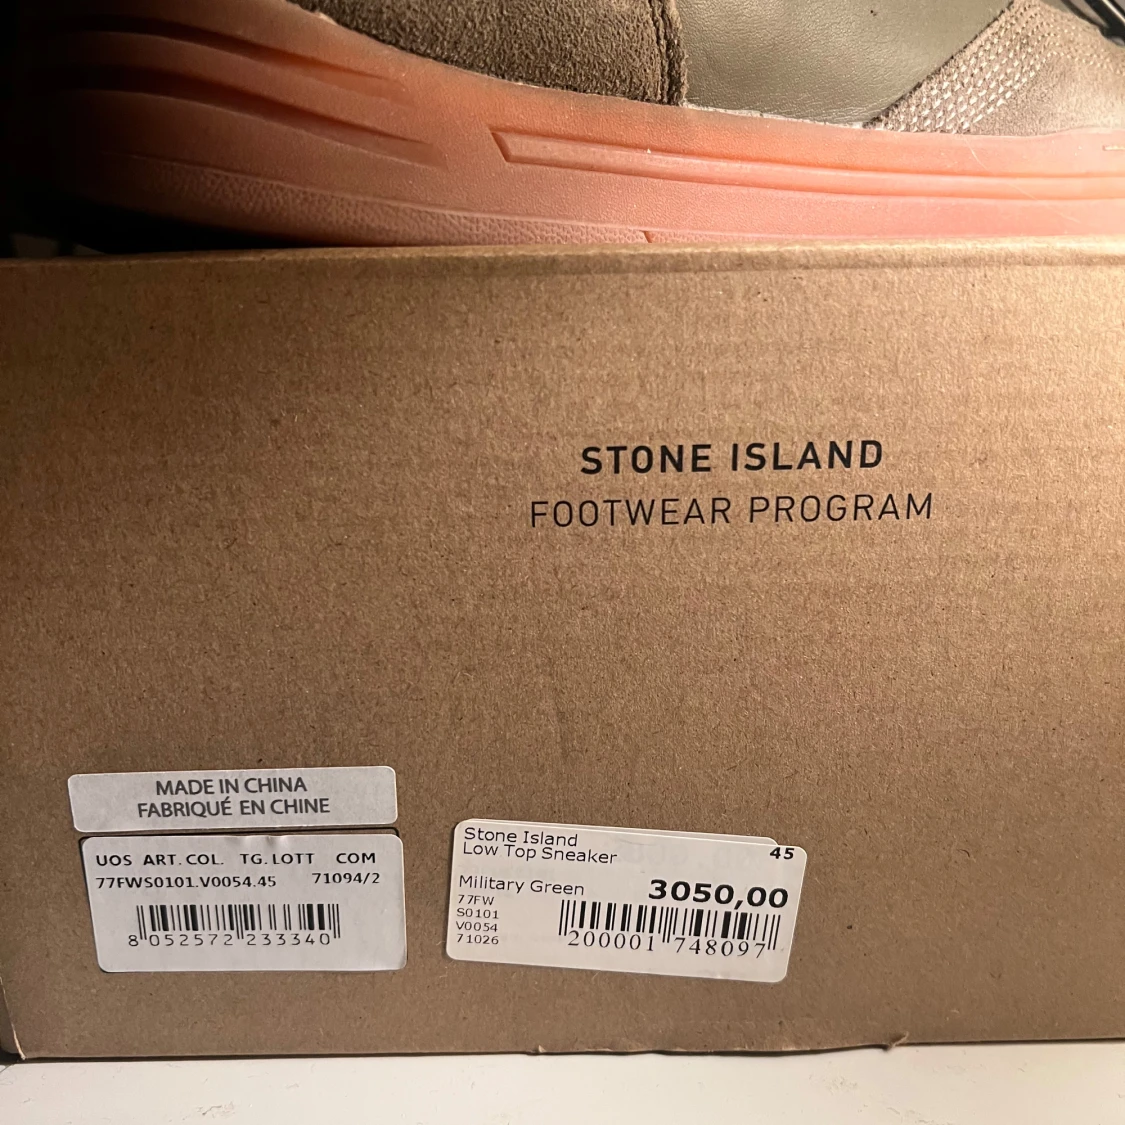 STONE ISLAND
FOOTWEAR PROGRAM
MADE IN CHINA
FABRIQUÉ EN CHINE
UOS ART. COL. TG. LOTT COM
77FWS0101.V0054.45 71094/2
8 052572 233340
Stone Island
Low Top Sneaker 45
Military Green 3050,00
77FW
S0101
V0054
71026
200001 748097